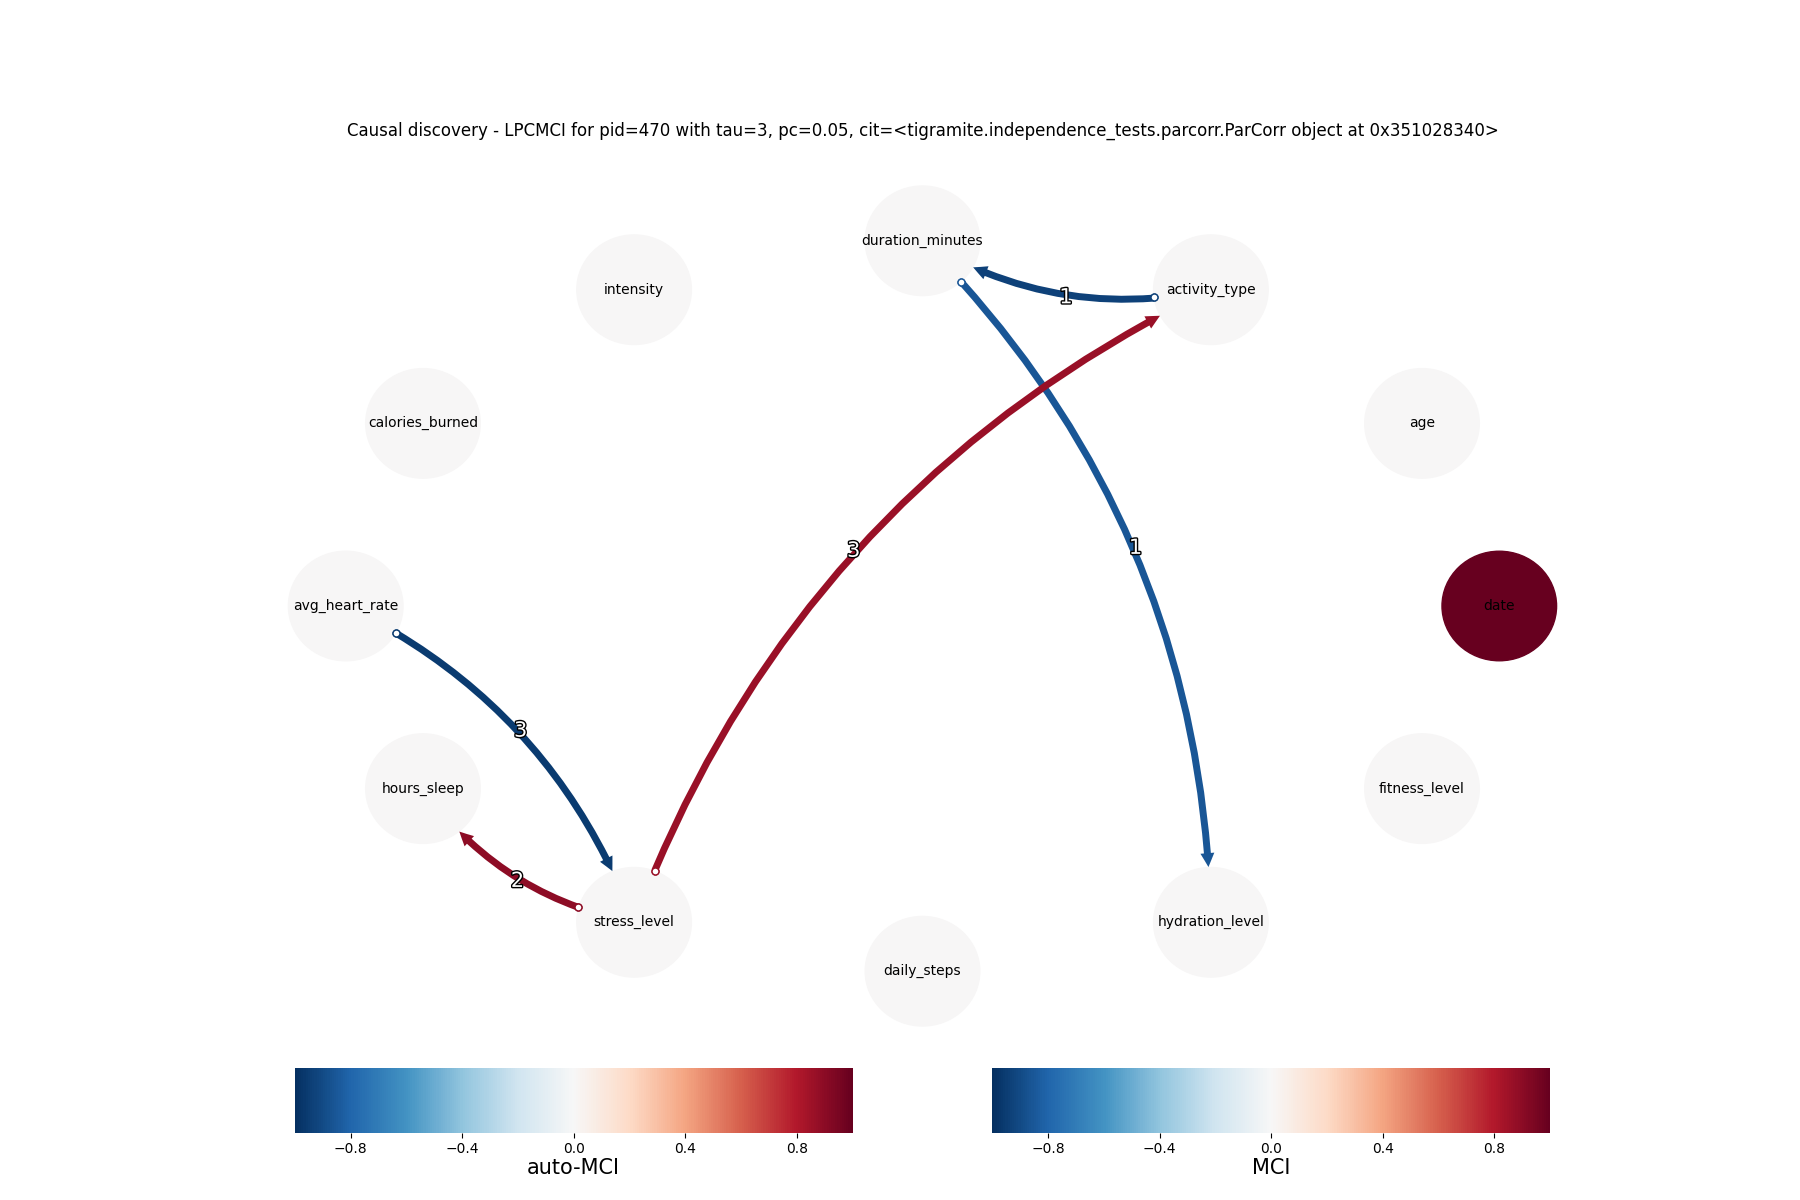 Causal discovery - LPCMCI for pid=470 with tau=3, pc=0.05, cit=<tigramite.independence_tests.parcorr.ParCorr object at 0x351028340>
duration_minutes
intensity
activity_type
1
calories_burned
age
3
1
avg_heart_rate
date
3
hours_sleep
fitness_level
2
stress_level
hydration_level
daily_steps
−0.8 −0.4 0.0 0.4 0.8
auto-MCI
−0.8 −0.4 0.0 0.4 0.8
MCI